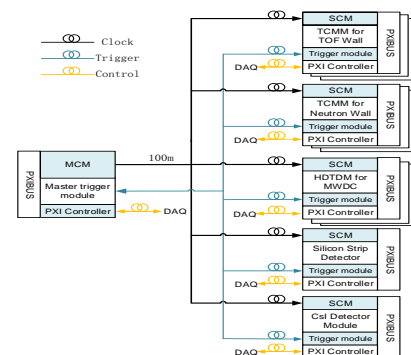 Clock
Trigger
Control
MCM
Master trigger
module
PXI Controller
PXIBUS
100m
DAQ
SCM
TCMM for
TOF Wall
Trigger module
PXI Controller
PXIBUS
DAQ
SCM
TCMM for
Neutron Wall
Trigger module
PXI Controller
PXIBUS
DAQ
SCM
HDTDM for
MWDC
Trigger module
PXI Controller
PXIBUS
DAQ
SCM
Silicon Strip
Detector
Trigger module
PXI Controller
PXIBUS
DAQ
SCM
CsI Detector
Module
Trigger module
PXI Controller
PXIBUS
DAQ